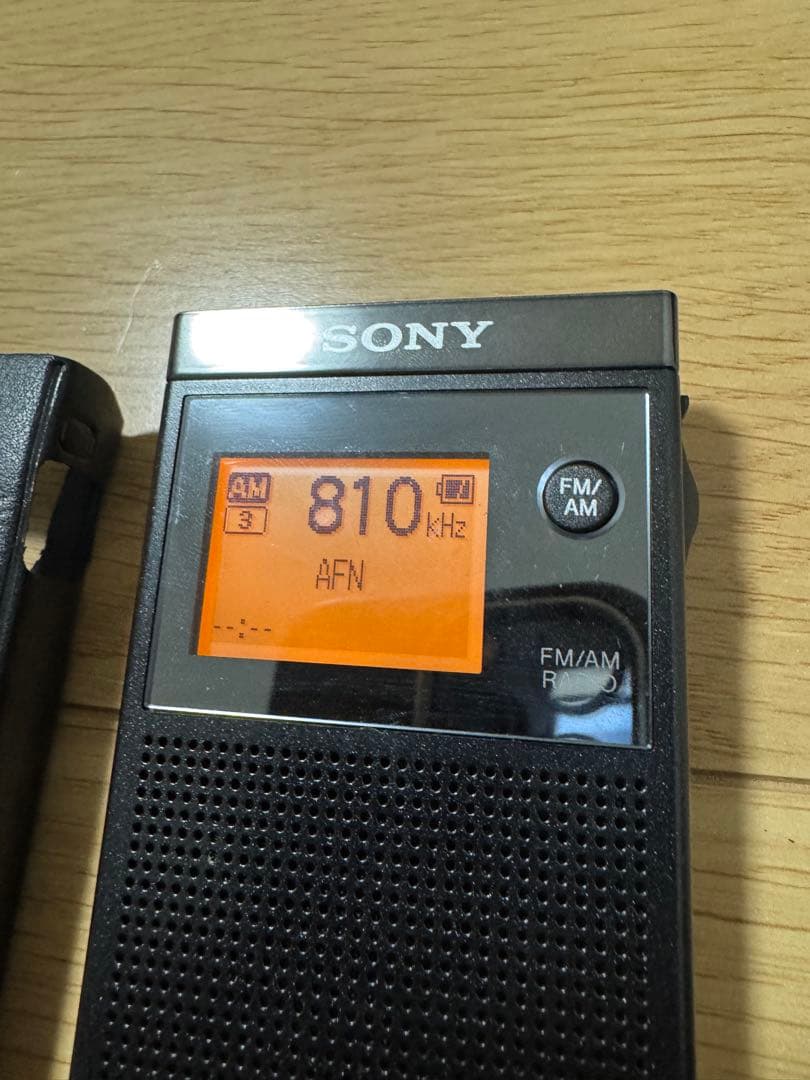 SONY
AM 810 kHz
3
AFN
--:--
FM/
AM
FM/AM
RADIO